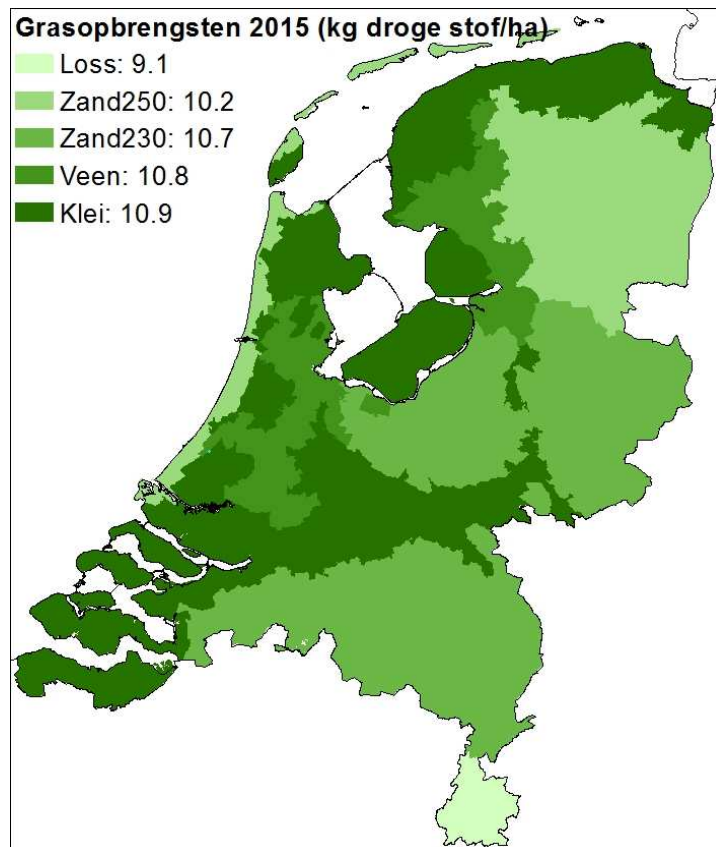 Grasopbrengsten 2015 (kg droge stof/ha)
Loss: 9.1
Zand250: 10.2
Zand230: 10.7
Veen: 10.8
Klei: 10.9